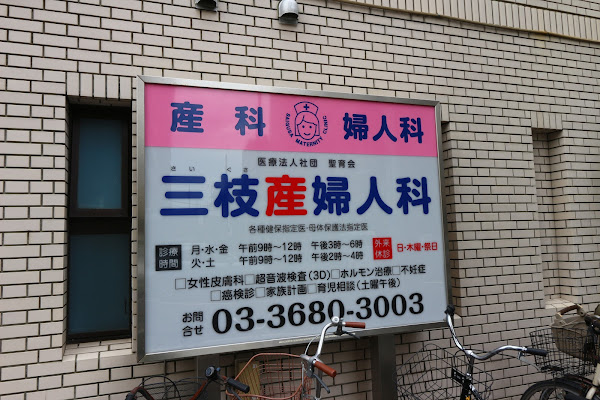 産科 婦人科
SAIGUSA MATERNITY CLINIC
医療法人社団 聖育会
さいぐさ
三枝産婦人科
各種健保指定医・母体保護法指定医
診療時間 月・水・金 午前9時〜12時 午後3時〜6時 外来休診 日・木曜・祭日
火・土 午前9時〜12時 午後2時〜4時
□女性皮膚科□超音波検査(3D)□ホルモン治療□不妊症
□癌検診□家族計画□育児相談(土曜午後)
お問合せ 03-3680-3003